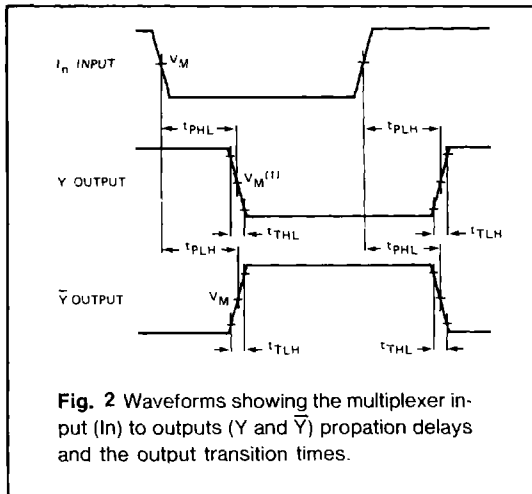 I_n INPUT
V_M
t_PHL
t_PLH
Y OUTPUT
V_M^(1)
t_THL
t_TLH
t_PLH
t_PHL
Y̅ OUTPUT
V_M
t_TLH
t_THL
Fig. 2 Waveforms showing the multiplexer in-
put (In) to outputs (Y and Y̅) propation delays
and the output transition times.